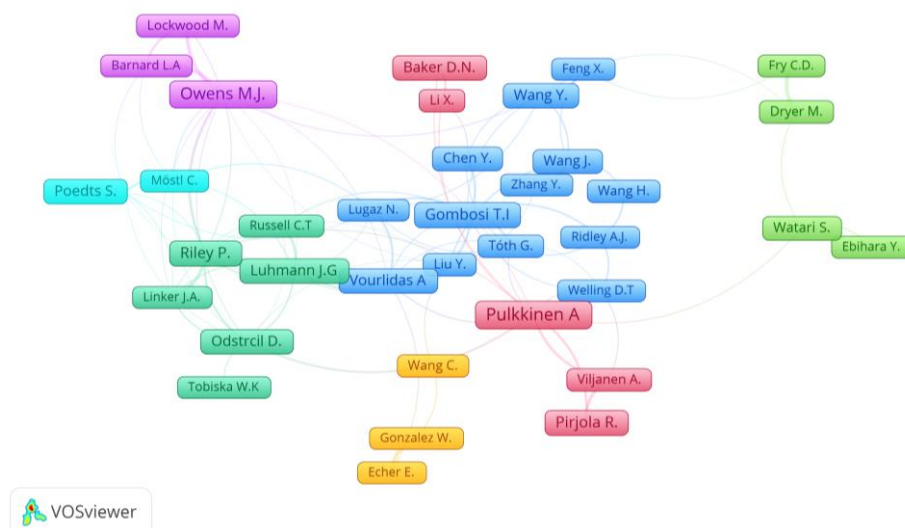 Lockwood M.
Barnard L.A
Owens M.J.
Baker D.N.
Li X.
Feng X.
Wang Y.
Fry C.D.
Dryer M.
Chen Y.
Wang J.
Zhang Y.
Wang H.
Poedts S.
Möstl C.
Lugaz N.
Gombosi T.I
Russell C.T
Riley P.
Luhmann J.G
Tóth G.
Ridley A.J.
Watari S.
Ebihara Y.
Liu Y.
Vourlidas A
Welling D.T
Linker J.A.
Pulkkinen A
Odstrcil D.
Wang C.
Tobiska W.K
Viljanen A.
Pirjola R.
Gonzalez W.
Echer E.
VOSviewer